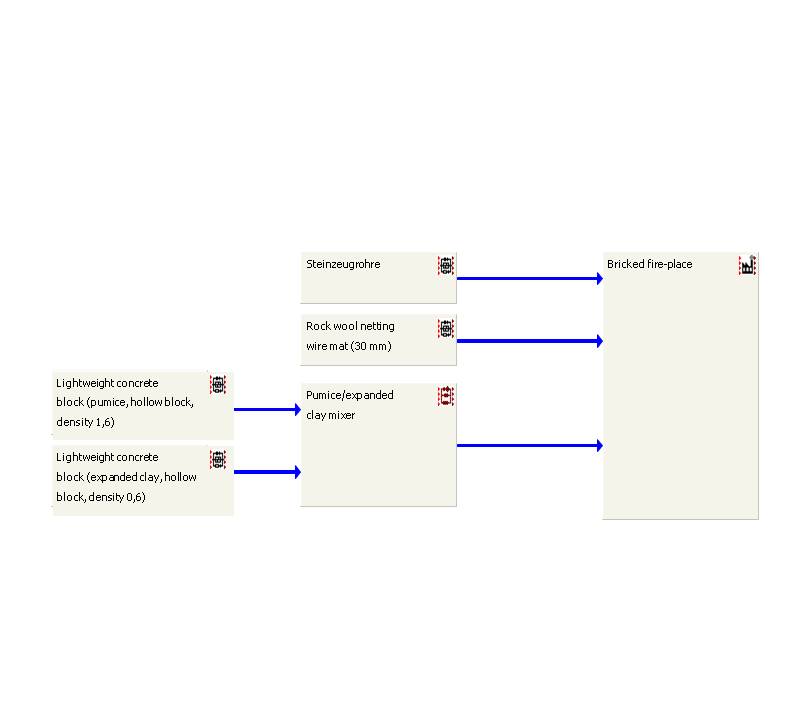 Steinzeugrohre
Bricked fire-place
Rock wool netting
wire mat (30 mm)
Lightweight concrete
block (pumice, hollow block,
density 1,6)
Pumice/expanded
clay mixer
Lightweight concrete
block (expanded clay, hollow
block, density 0,6)